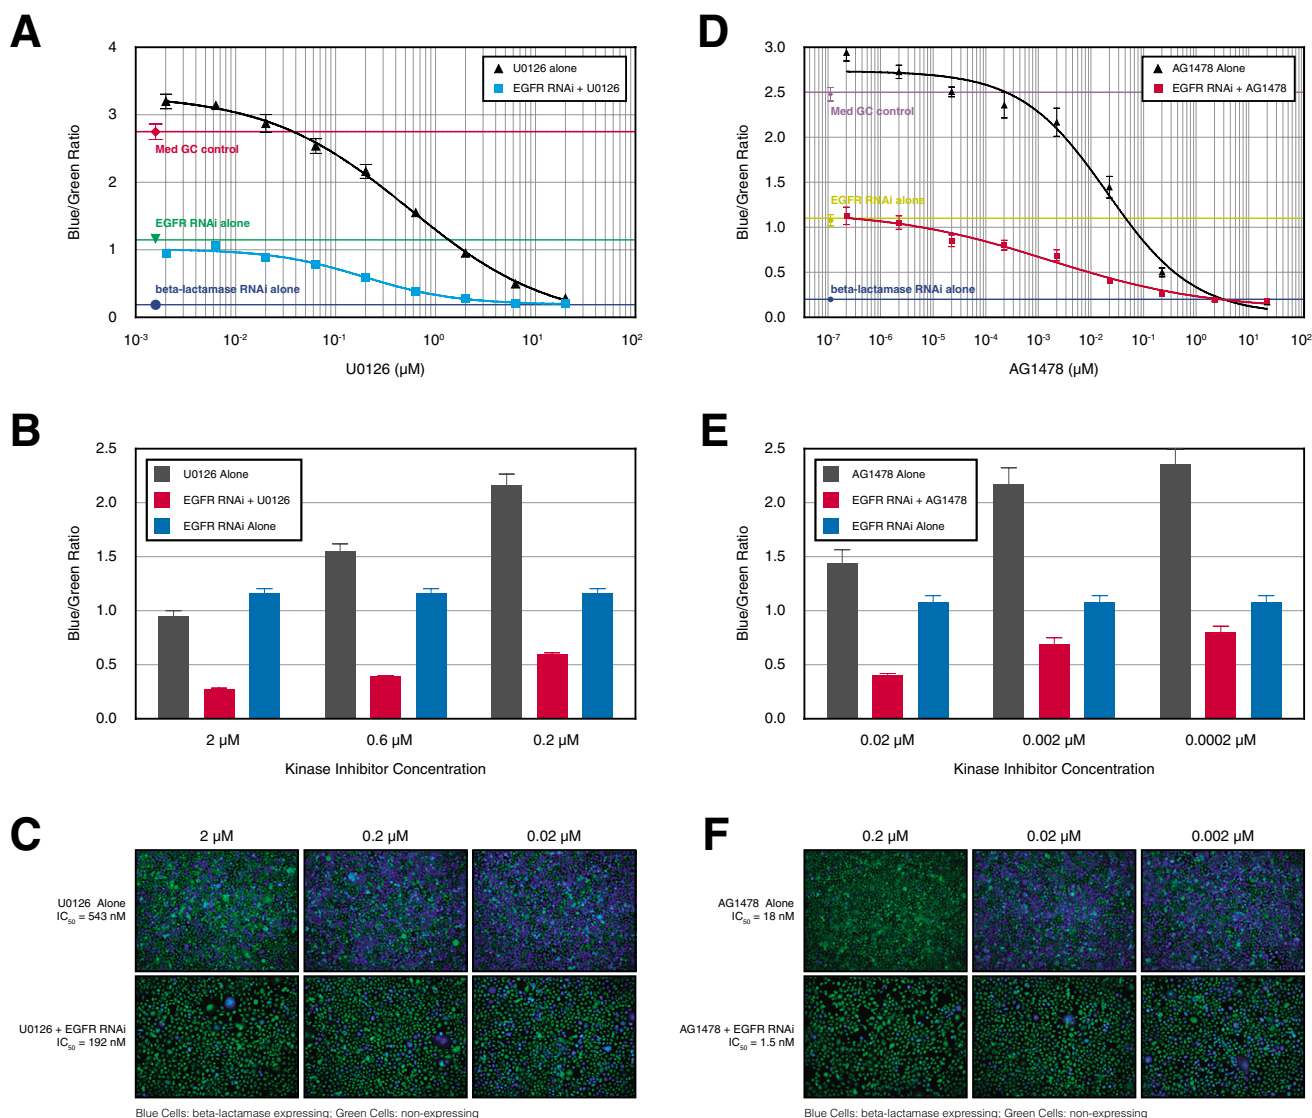 A
4
3
2
1
0
Blue/Green Ratio
U0126 alone
EGFR RNAi + U0126
Med GC control
EGFR RNAi alone
beta-lactamase RNAi alone
10⁻³ 10⁻² 10⁻¹ 10⁰ 10¹ 10²
U0126 (µM)
D
3.0
2.5
2.0
1.5
1.0
0.5
0.0
Blue/Green Ratio
AG1478 Alone
EGFR RNAi + AG1478
Med GC control
EGFR RNAi alone
beta-lactamase RNAi alone
10⁻⁷ 10⁻⁶ 10⁻⁵ 10⁻⁴ 10⁻³ 10⁻² 10⁻¹ 10⁰ 10¹ 10²
AG1478 (µM)
B
2.5
2.0
1.5
1.0
0.5
0.0
Blue/Green Ratio
U0126 Alone
EGFR RNAi + U0126
EGFR RNAi Alone
2 µM 0.6 µM 0.2 µM
Kinase Inhibitor Concentration
E
2.5
2.0
1.5
1.0
0.5
0.0
Blue/Green Ratio
AG1478 Alone
EGFR RNAi + AG1478
EGFR RNAi Alone
0.02 µM 0.002 µM 0.0002 µM
Kinase Inhibitor Concentration
C
2 µM 0.2 µM 0.02 µM
U0126 Alone
IC₅₀ = 543 nM
U0126 + EGFR RNAi
IC₅₀ = 192 nM
Blue Cells: beta-lactamase expressing; Green Cells: non-expressing
F
0.2 µM 0.02 µM 0.002 µM
AG1478 Alone
IC₅₀ = 18 nM
AG1478 + EGFR RNAi
IC₅₀ = 1.5 nM
Blue Cells: beta-lactamase expressing; Green Cells: non-expressing